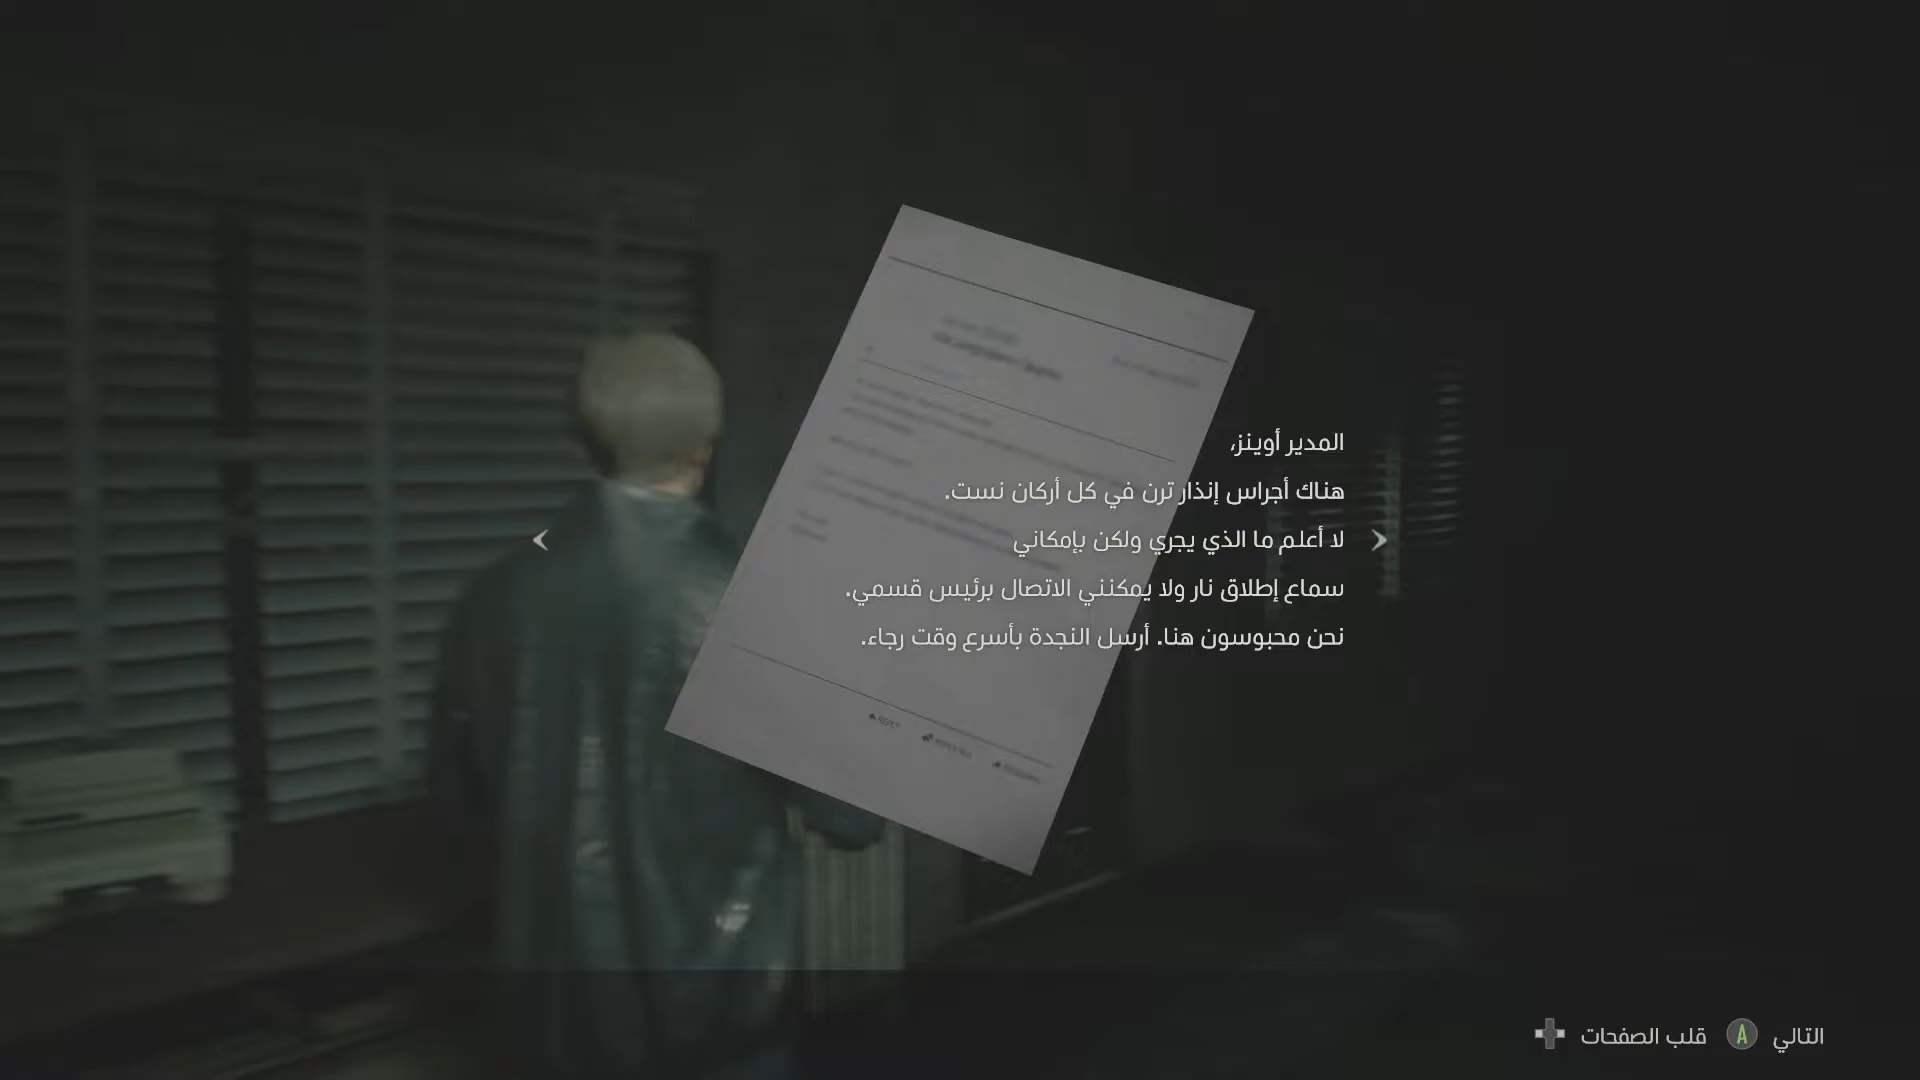 المدير أوينز،
هناك أجراس إنذار ترن في كل أركان نست.
لا أعلم ما الذي يجري ولكن بإمكاني
سماع إطلاق نار ولا يمكنني الاتصال برئيس قسمي.
نحن محبوسون هنا. أرسل النجدة بأسرع وقت رجاء.
التالي A قلب الصفحات